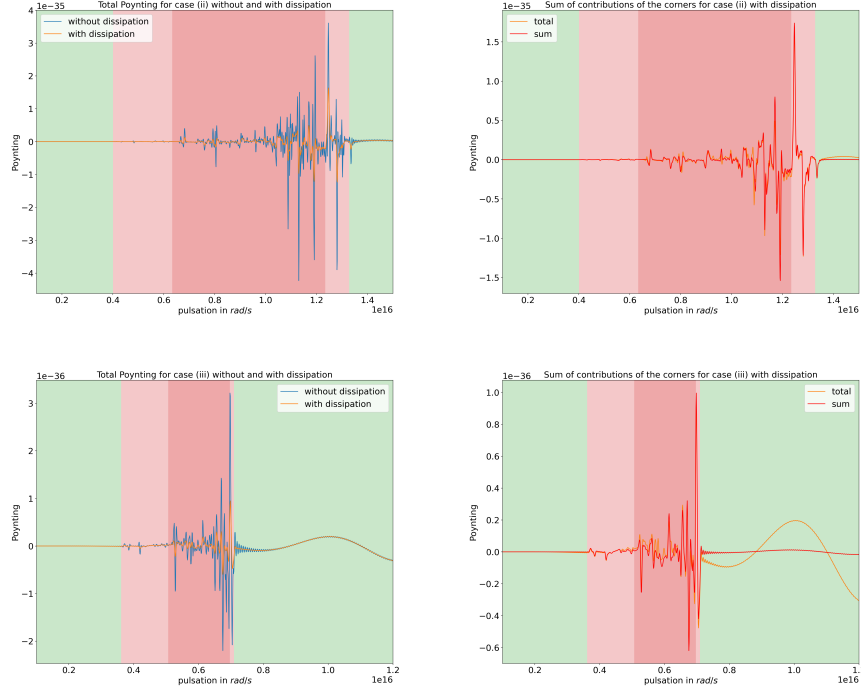 Total Poynting for case (ii) without and with dissipation
1e−35
without dissipation
with dissipation
4
3
2
1
0
−1
−2
−3
−4
Poynting
0.2
0.4
0.6
0.8
1.0
1.2
1.4
1e16
pulsation in rad/s
Sum of contributions of the corners for case (ii) with dissipation
1e−35
total
sum
1.5
1.0
0.5
0.0
−0.5
−1.0
−1.5
Poynting
0.2
0.4
0.6
0.8
1.0
1.2
1.4
1e16
pulsation in rad/s
Total Poynting for case (iii) without and with dissipation
1e−36
without dissipation
with dissipation
3
2
1
0
−1
−2
Poynting
0.2
0.4
0.6
0.8
1.0
1.2
1e16
pulsation in rad/s
Sum of contributions of the corners for case (iii) with dissipation
1e−36
total
sum
1.0
0.8
0.6
0.4
0.2
0.0
−0.2
−0.4
−0.6
Poynting
0.2
0.4
0.6
0.8
1.0
1e16
pulsation in rad/s